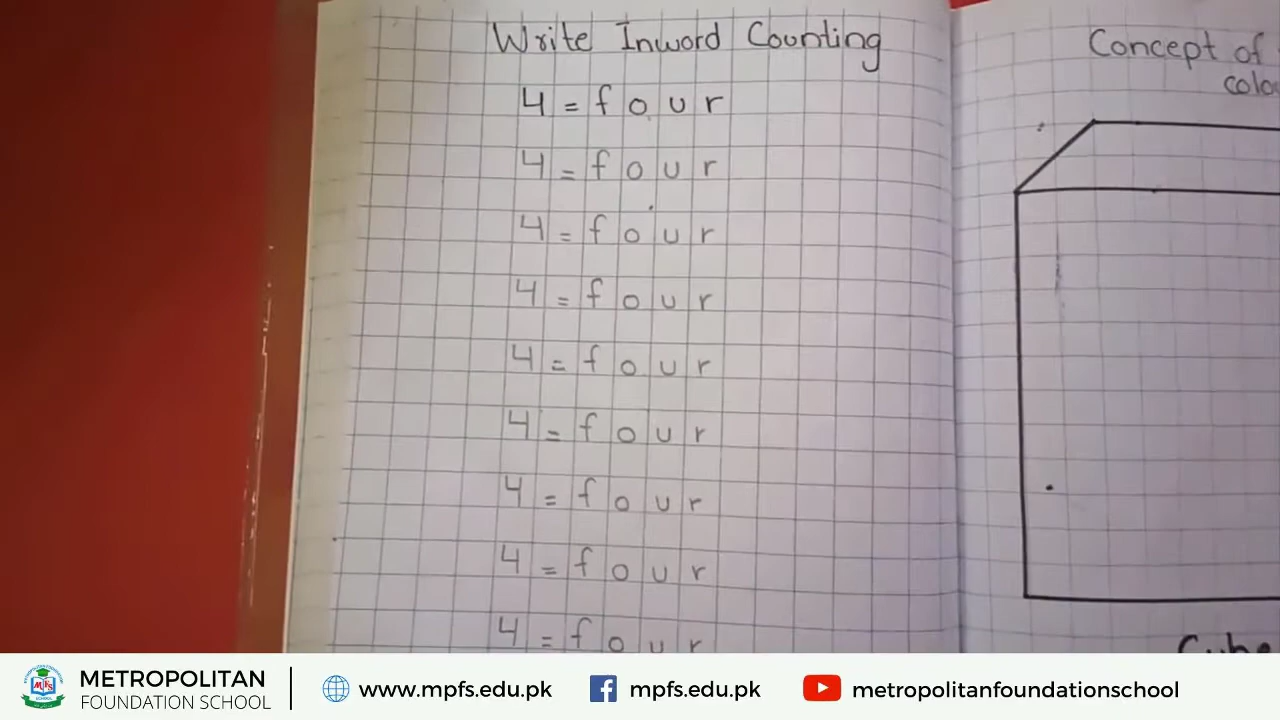 Write Inword Counting
4 = four
4 = four
4 = four
4 = four
4 = four
4 = four
4 = four
4 = four
4 = four
Concept of
METROPOLITAN
FOUNDATION SCHOOL
www.mpfs.edu.pk
mpfs.edu.pk
metropolitanfoundationschool